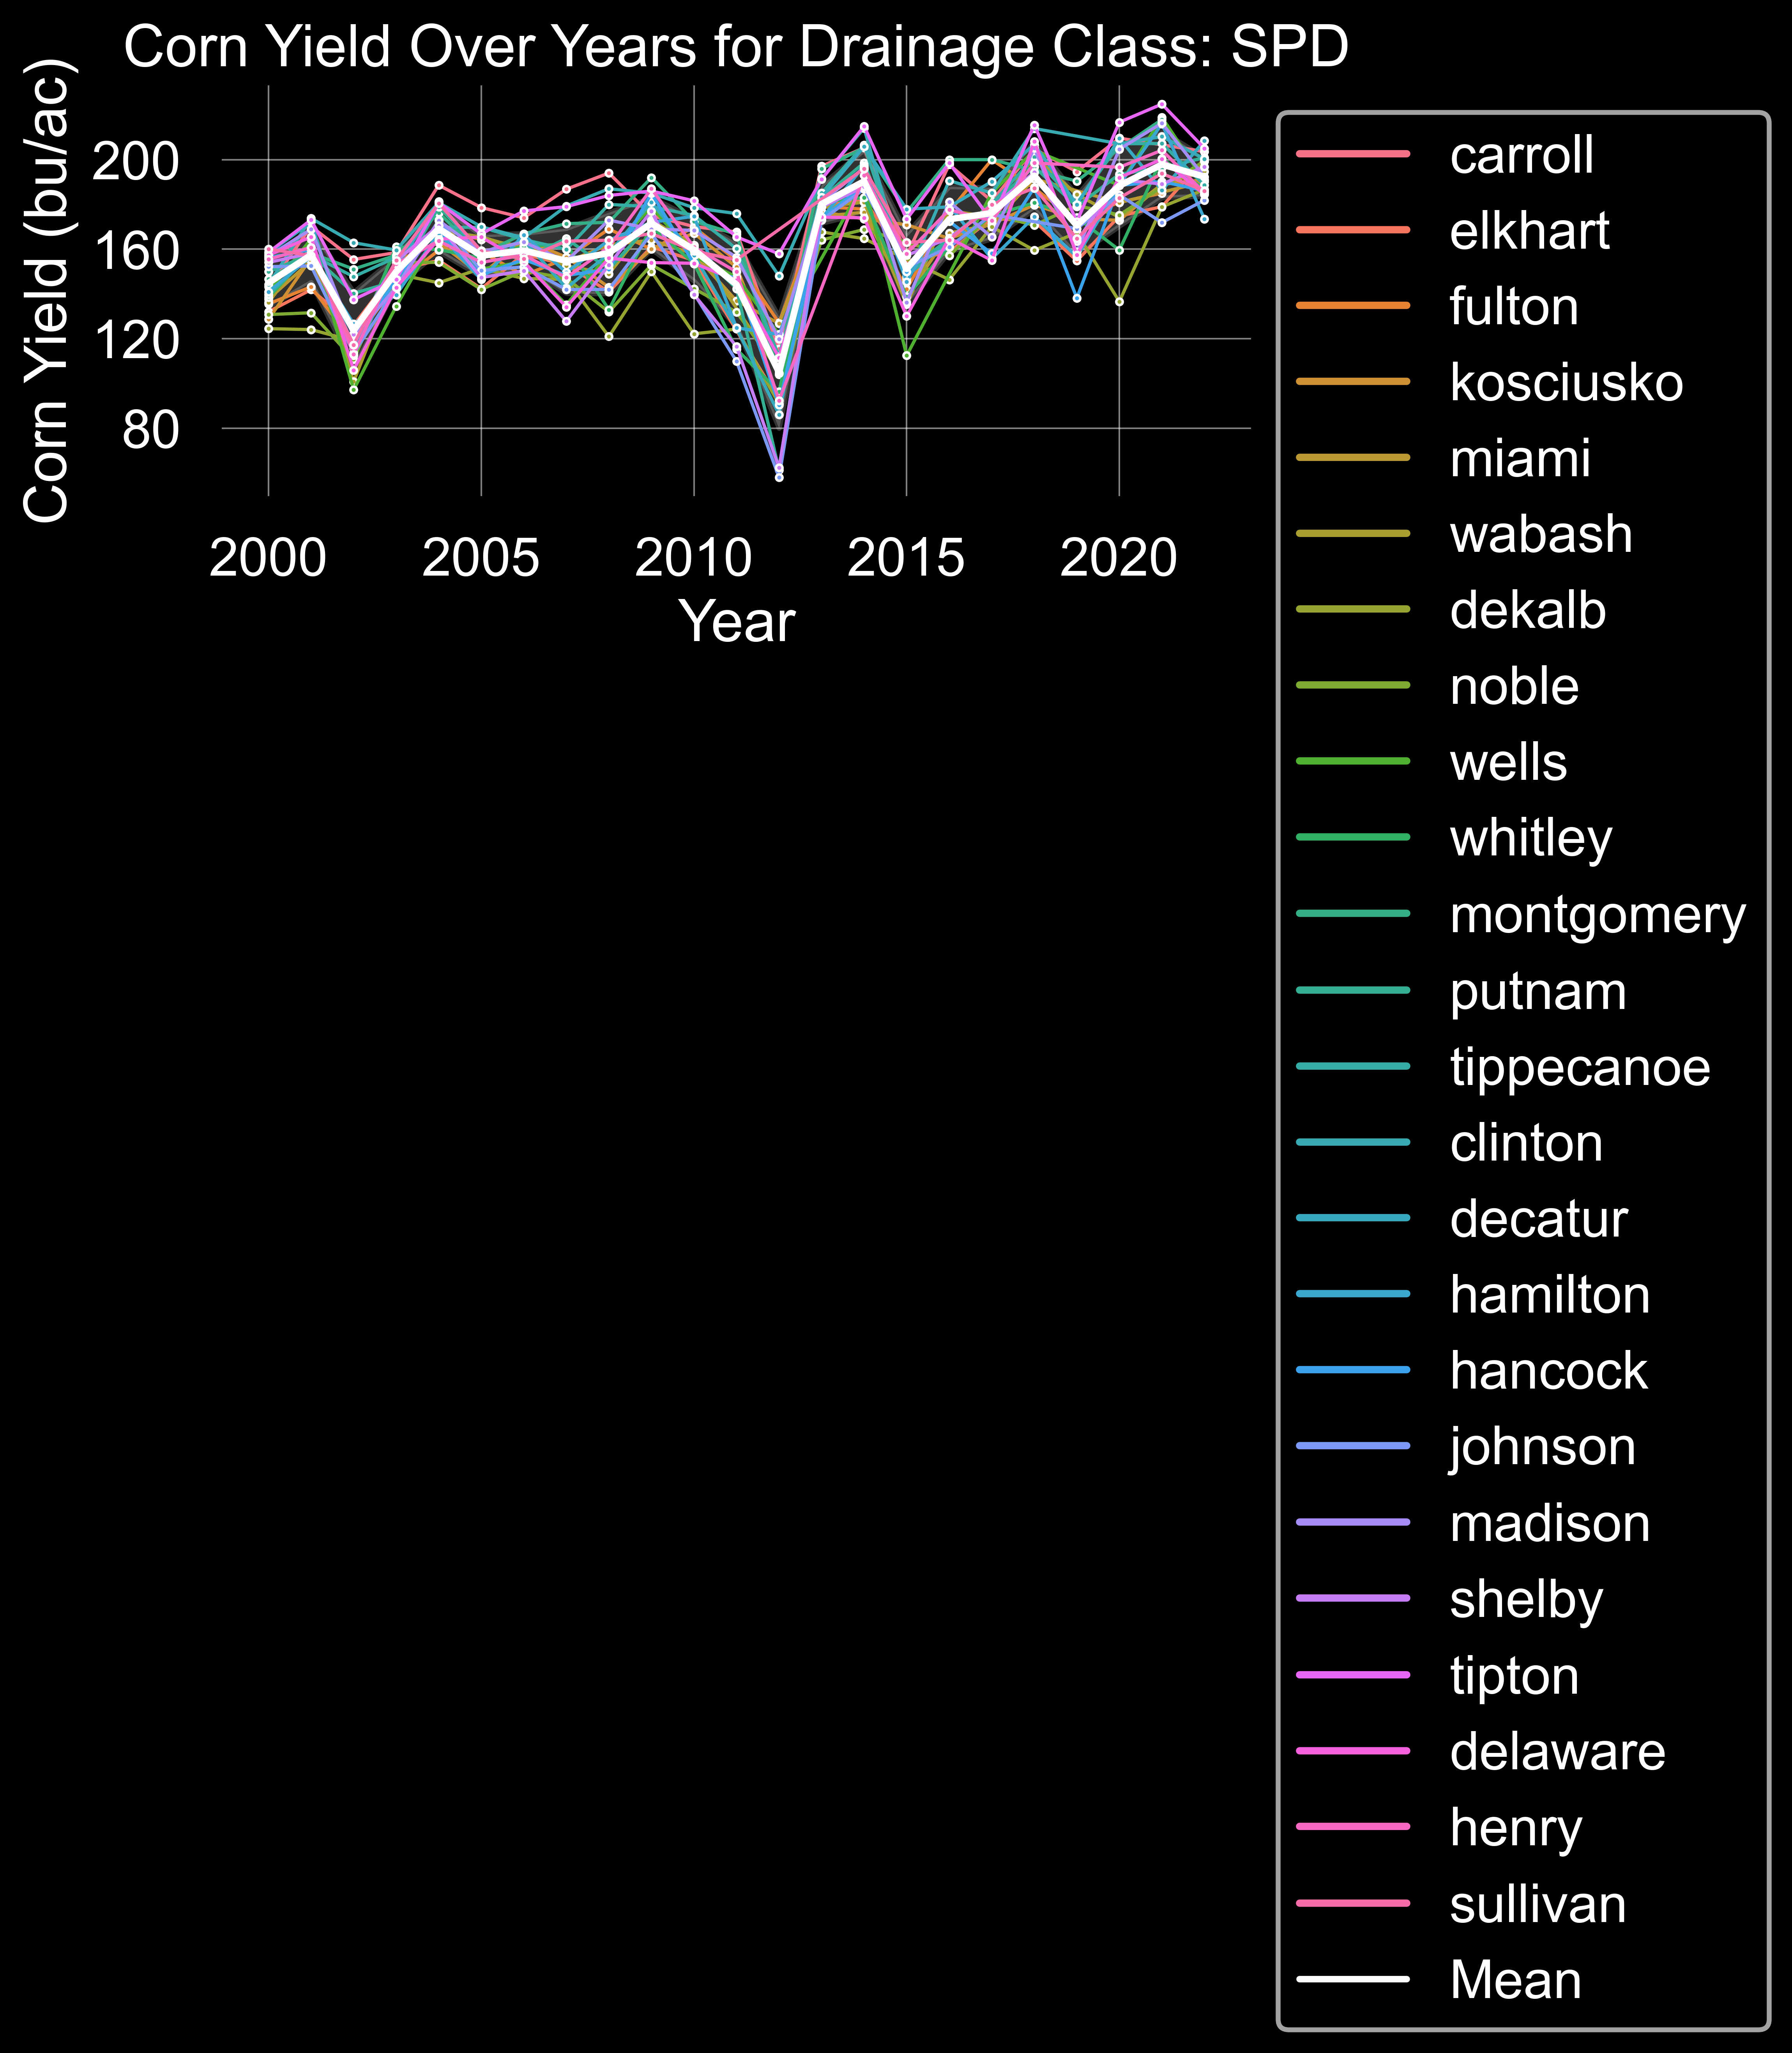 Corn Yield Over Years for Drainage Class: SPD
Corn Yield (bu/ac)
200
160
120
80
2000 2005 2010 2015 2020
Year
carroll
elkhart
fulton
kosciusko
miami
wabash
dekalb
noble
wells
whitley
montgomery
putnam
tippecanoe
clinton
decatur
hamilton
hancock
johnson
madison
shelby
tipton
delaware
henry
sullivan
Mean